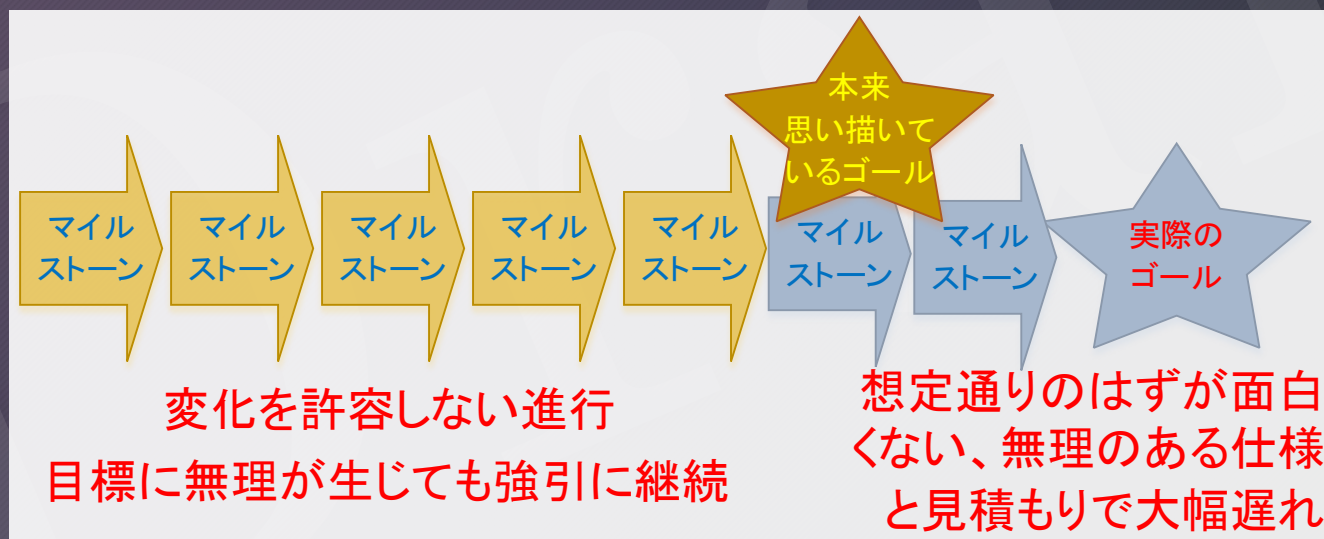 本来
思い描いて
いるゴール
マイル
ストーン
マイル
ストーン
マイル
ストーン
マイル
ストーン
マイル
ストーン
マイル
ストーン
マイル
ストーン
実際の
ゴール
変化を許容しない進行
目標に無理が生じても強引に継続
想定通りのはずが面白
くない、無理のある仕様
と見積もりで大幅遅れ